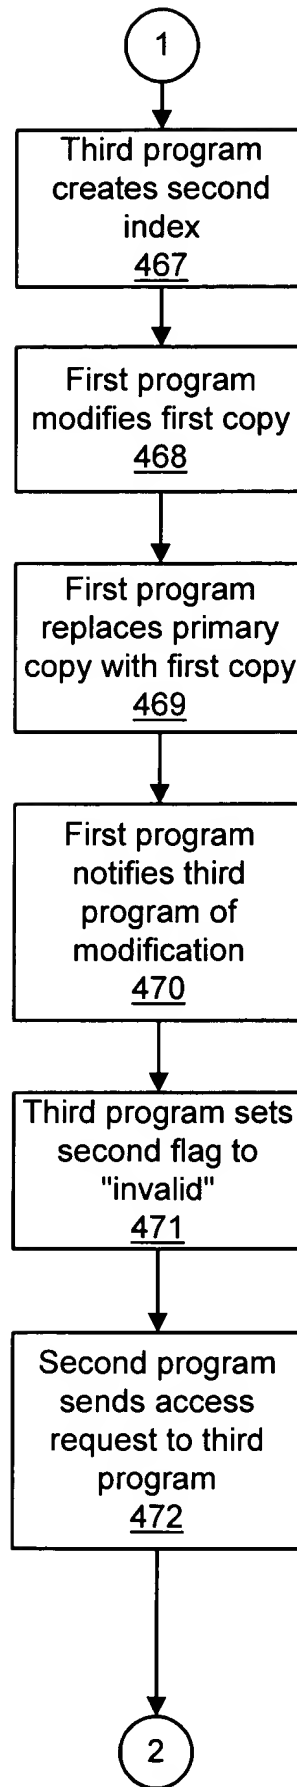 1
Third program
creates second
index
467
First program
modifies first copy
468
First program
replaces primary
copy with first copy
469
First program
notifies third
program of
modification
470
Third program sets
second flag to
"invalid"
471
Second program
sends access
request to third
program
472
2